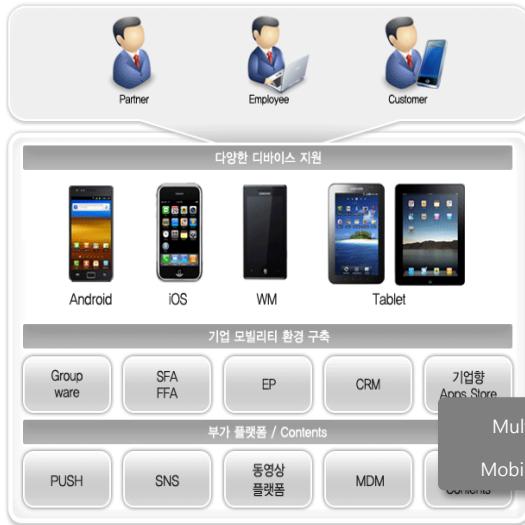 Partner
Employee
Customer
다양한 디바이스 지원
Android
iOS
WM
Tablet
기업 모빌리티 환경 구축
Group
ware
SFA
FFA
EP
CRM
기업향
Apps Store
부가 플랫폼 / Contents
PUSH
SNS
동영상
플랫폼
MDM
Contents